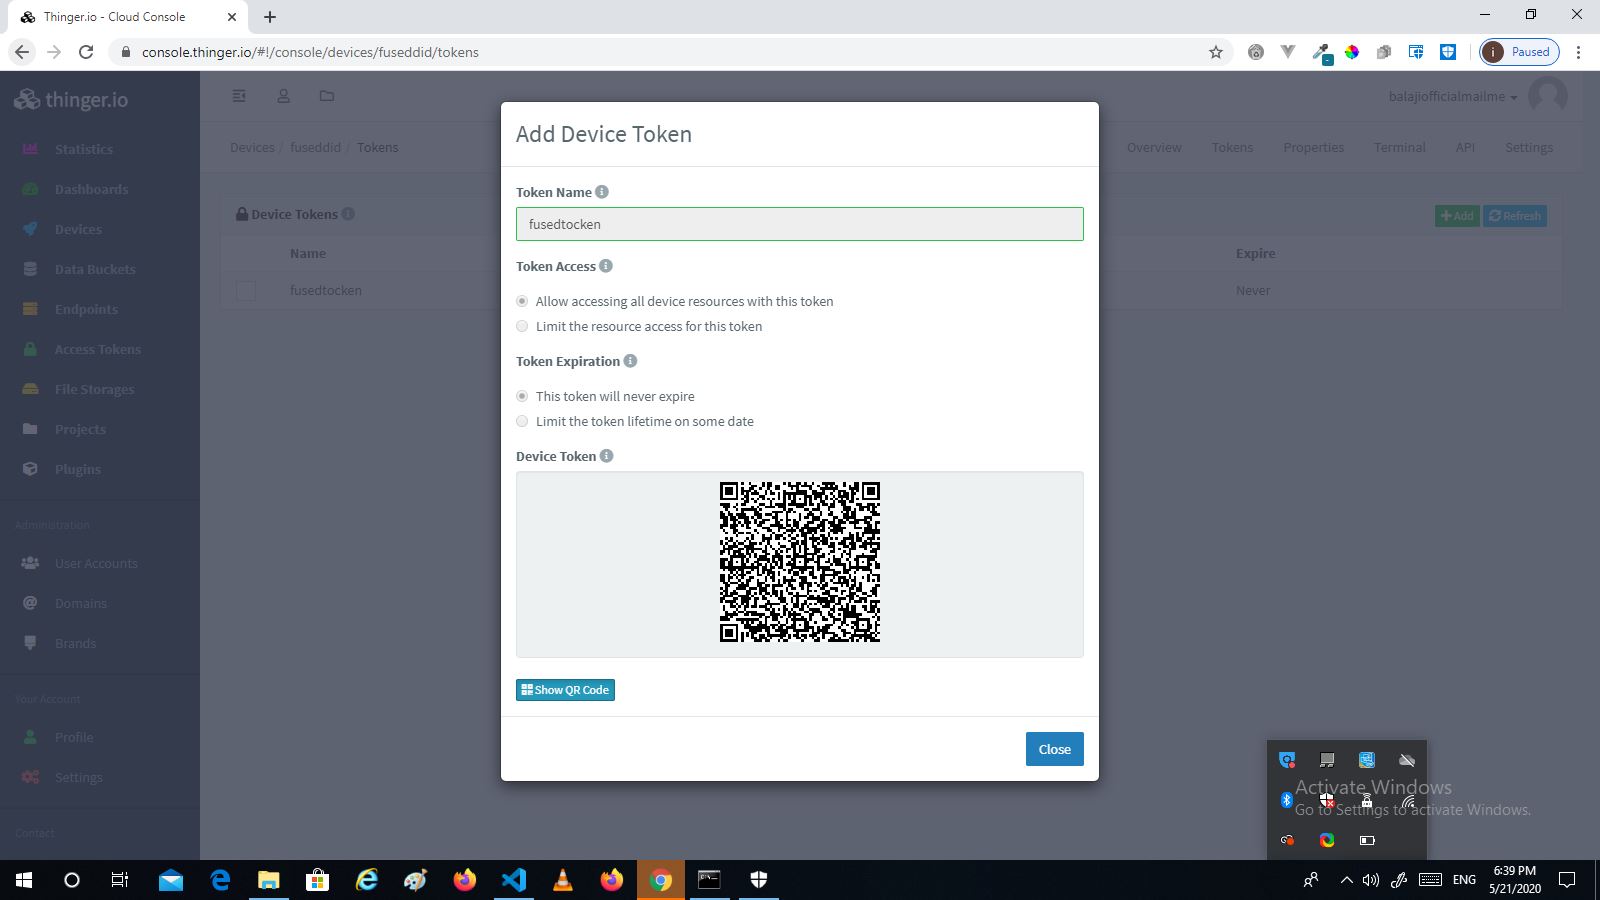 Thinger.io - Cloud Console
console.thinger.io/#!/console/devices/fuseddid/tokens
i Paused
thinger.io
balajiofficialmailme
Statistics
Dashboards
Devices
Data Buckets
Endpoints
Access Tokens
File Storages
Projects
Plugins
Administration
User Accounts
Domains
Brands
Your Account
Profile
Settings
Contact
Devices / fuseddid / Tokens
Overview Tokens Properties Terminal API Settings
Device Tokens
Add Refresh
Name Expire
fusedtocken Never
Add Device Token
Token Name
fusedtocken
Token Access
Allow accessing all device resources with this token
Limit the resource access for this token
Token Expiration
This token will never expire
Limit the token lifetime on some date
Device Token
Show QR Code
Close
Activate Windows
Go to Settings to activate Windows.
ENG
6:39 PM
5/21/2020